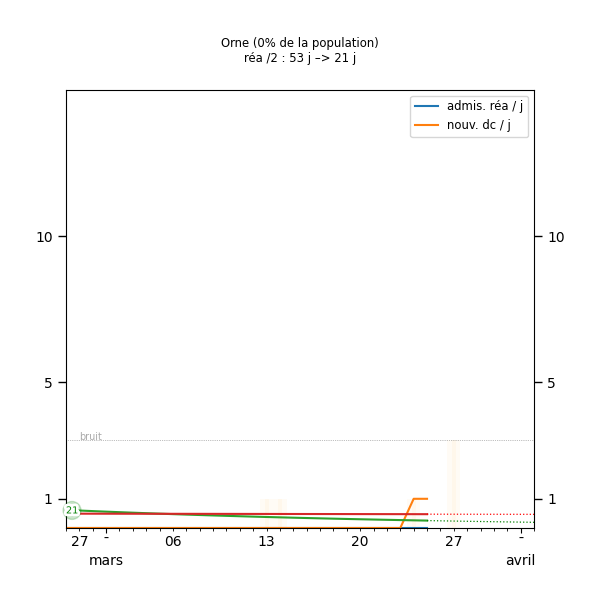 Orne (0% de la population)
réa /2 : 53 j –> 21 j
admis. réa / j
nouv. dc / j
10
10
5
5
bruit
1
1
21
27
-
06
13
20
27
-
mars
avril